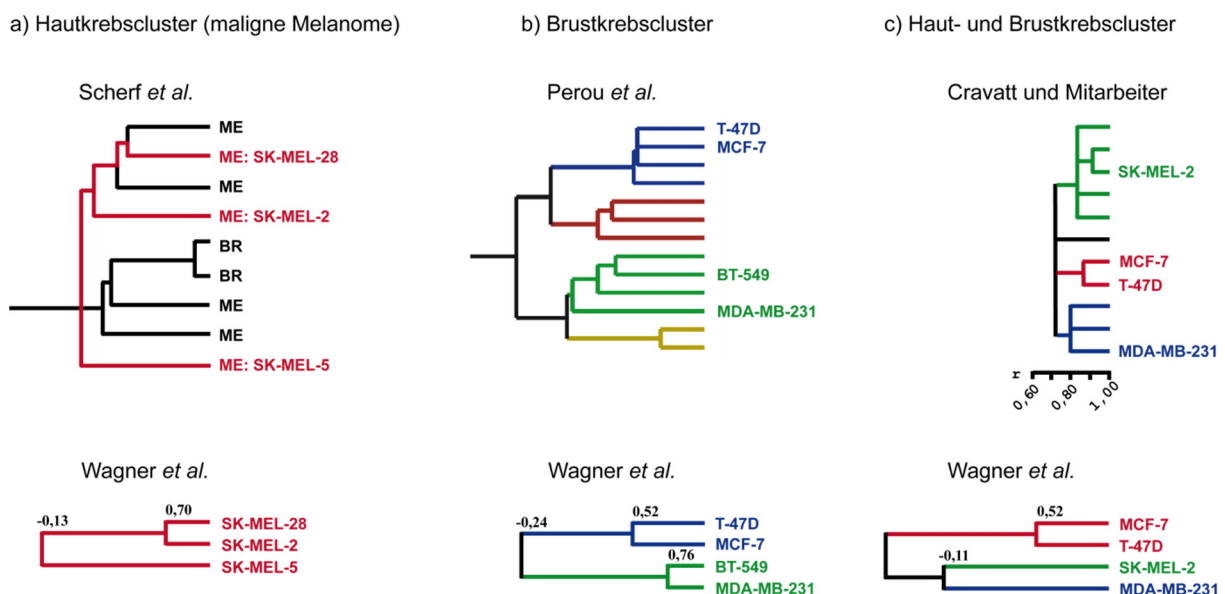 a) Hautkrebscluster (maligne Melanome)
Scherf et al.
ME
ME: SK-MEL-28
ME
ME: SK-MEL-2
BR
BR
ME
ME
ME: SK-MEL-5
Wagner et al.
-0,13
0,70
SK-MEL-28
SK-MEL-2
SK-MEL-5
b) Brustkrebscluster
Perou et al.
T-47D
MCF-7
BT-549
MDA-MB-231
Wagner et al.
-0,24
0,52
T-47D
MCF-7
0,76
BT-549
MDA-MB-231
c) Haut- und Brustkrebscluster
Cravatt und Mitarbeiter
SK-MEL-2
MCF-7
T-47D
MDA-MB-231
r
0,60
0,80
1,00
Wagner et al.
0,52
MCF-7
T-47D
-0,11
SK-MEL-2
MDA-MB-231